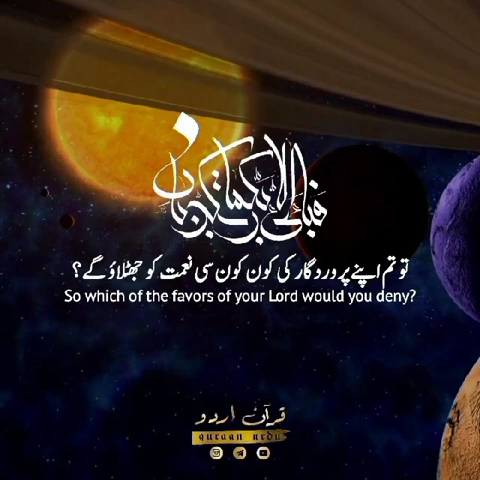 فبأي آلاء ربكما تكذبان
تو تم اپنے پروردگار کی کون کون سی نعمت کو جھٹلاؤ گے؟
So which of the favors of your Lord would you deny?
قرآن اردو
quraan urdu